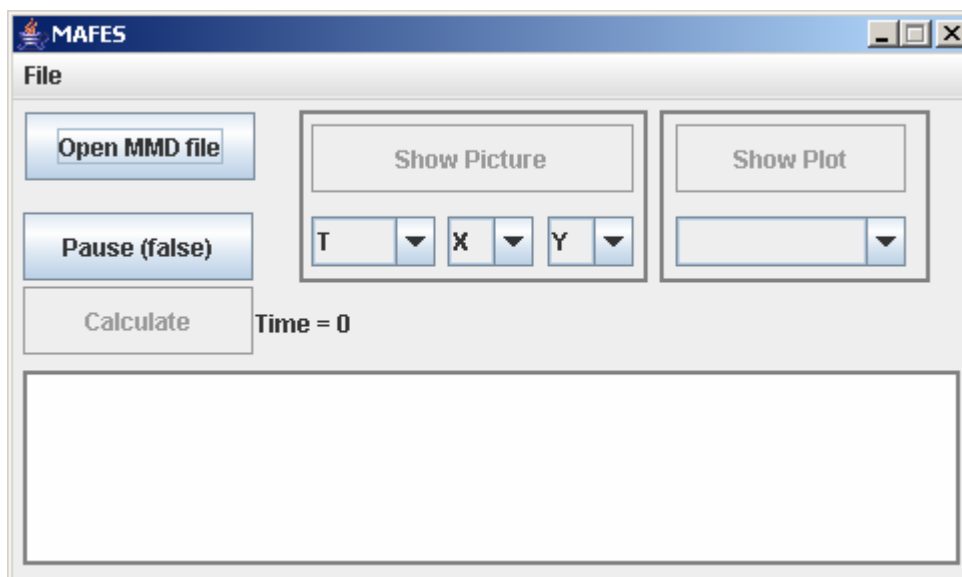 MAFES
File
Open MMD file
Show Picture
Show Plot
Pause (false)
T
X
Y
Calculate
Time = 0